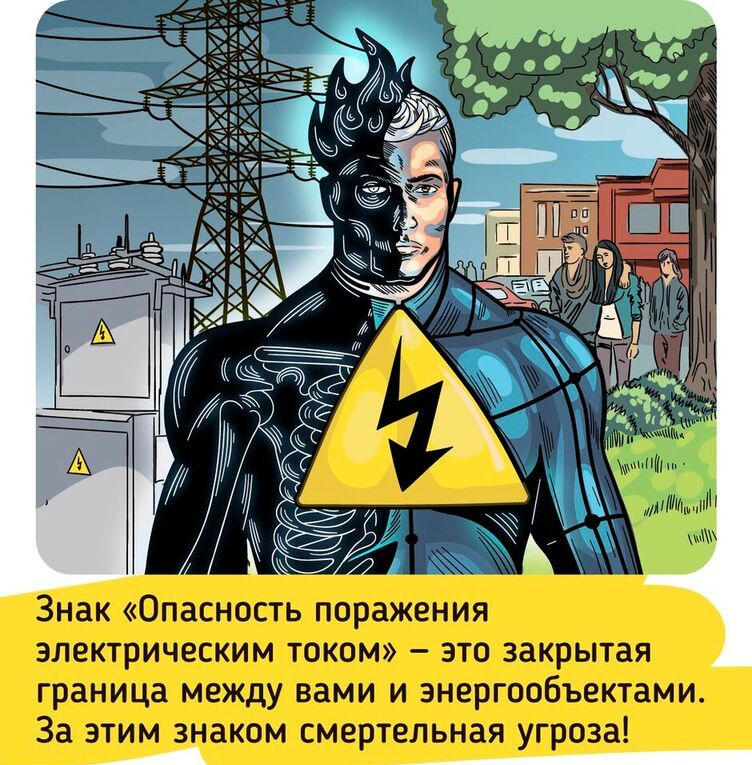 Знак «Опасность поражения
электрическим током» – это закрытая
граница между вами и энергообъектами.
За этим знаком смертельная угроза!